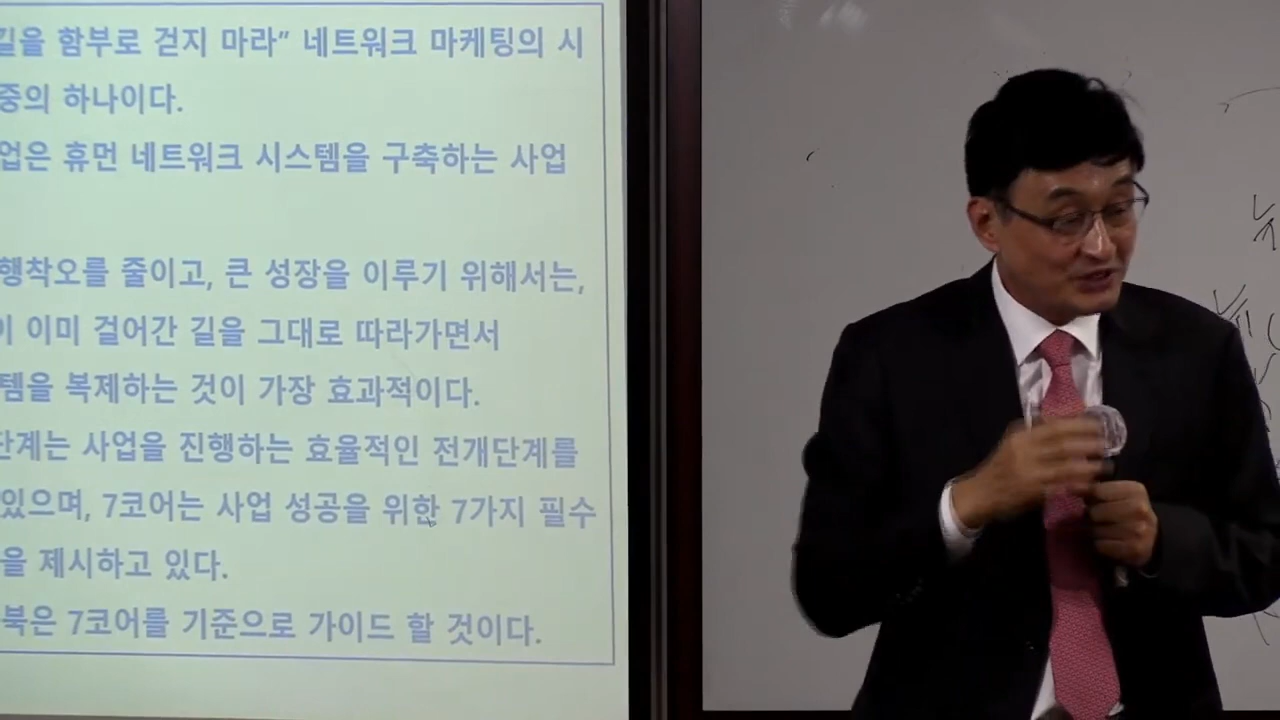 길을 함부로 걷지 마라” 네트워크 마케팅의 시
중의 하나이다.
업은 휴먼 네트워크 시스템을 구축하는 사업
행착오를 줄이고, 큰 성장을 이루기 위해서는,
이 이미 걸어간 길을 그대로 따라가면서
템을 복제하는 것이 가장 효과적이다.
단계는 사업을 진행하는 효율적인 전개단계를
있으며, 7코어는 사업 성공을 위한 7가지 필수
을 제시하고 있다.
북은 7코어를 기준으로 가이드 할 것이다.